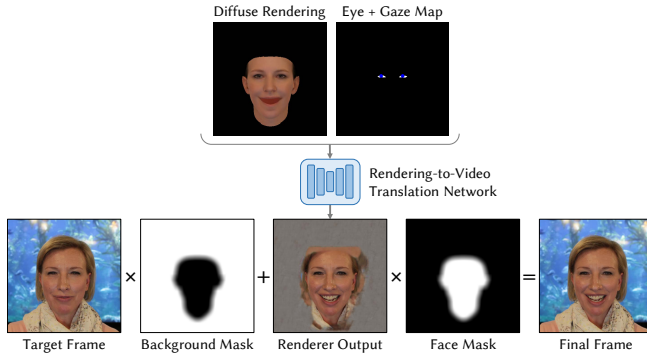 Diffuse Rendering
Eye + Gaze Map
Rendering-to-Video
Translation Network
× + × =
Target Frame
Background Mask
Renderer Output
Face Mask
Final Frame